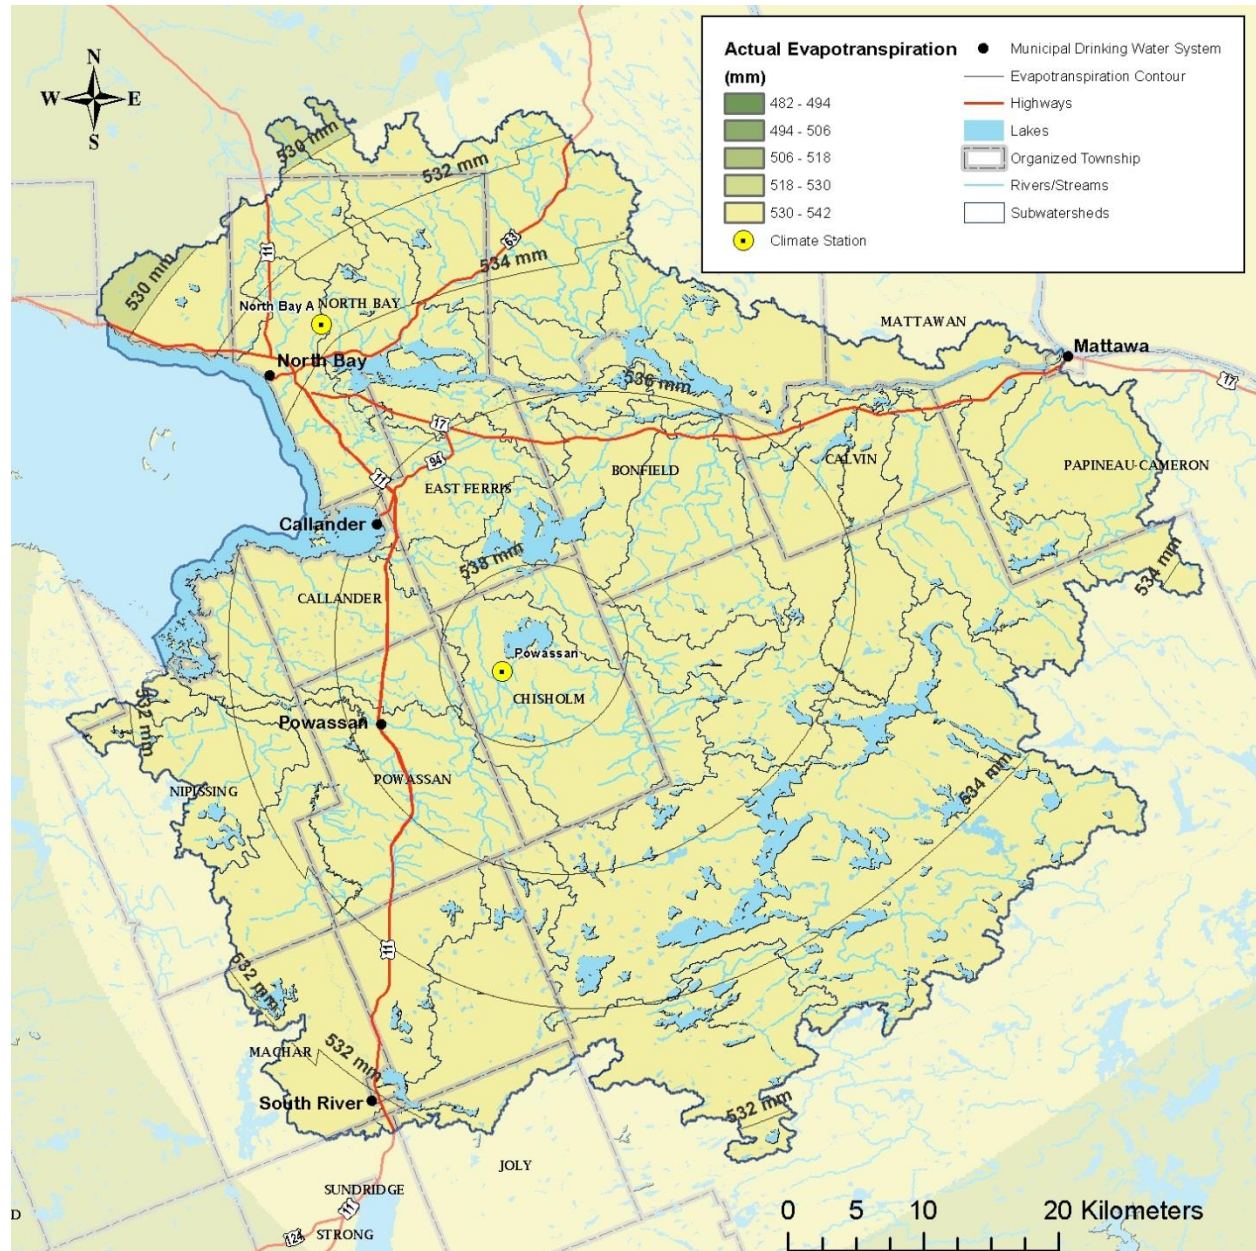 Actual Evapotranspiration
(mm)
482 - 494
494 - 506
506 - 518
518 - 530
530 - 542
Climate Station
Municipal Drinking Water System
Evapotranspiration Contour
Highways
Lakes
Organized Township
Rivers/Streams
Subwatersheds
N
W E
S
530 mm
532 mm
11
63
534 mm
530 mm
North Bay A
NORTH BAY
MATTAWAN
North Bay
Mattawa
536 mm
17
17
11
94
EAST FERRIS
BONFIELD
CALVIN
PAPINEAU-CAMERON
Callander
538 mm
534 mm
CALLANDER
Powassan
CHISHOLM
532 mm
Powassan
POWASSAN
NIPISSING
534 mm
11
532 mm
MACHAR
532 mm
South River
532 mm
JOLY
SUNDRIDGE
11
STRONG
124
D
0 5 10 20 Kilometers